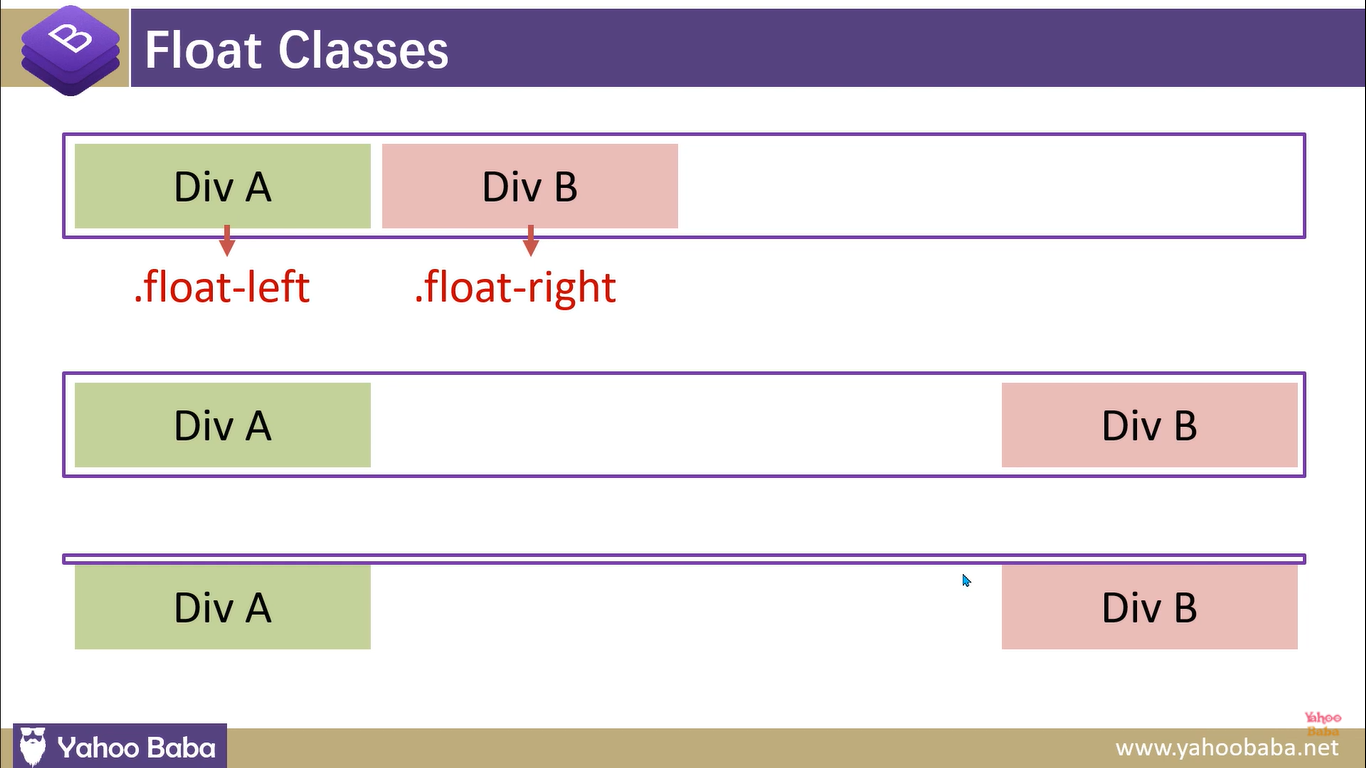 B
Float Classes
Div A
Div B
.float-left
.float-right
Div A
Div B
Div A
Div B
Yahoo
Baba
Yahoo Baba
www.yahoobaba.net